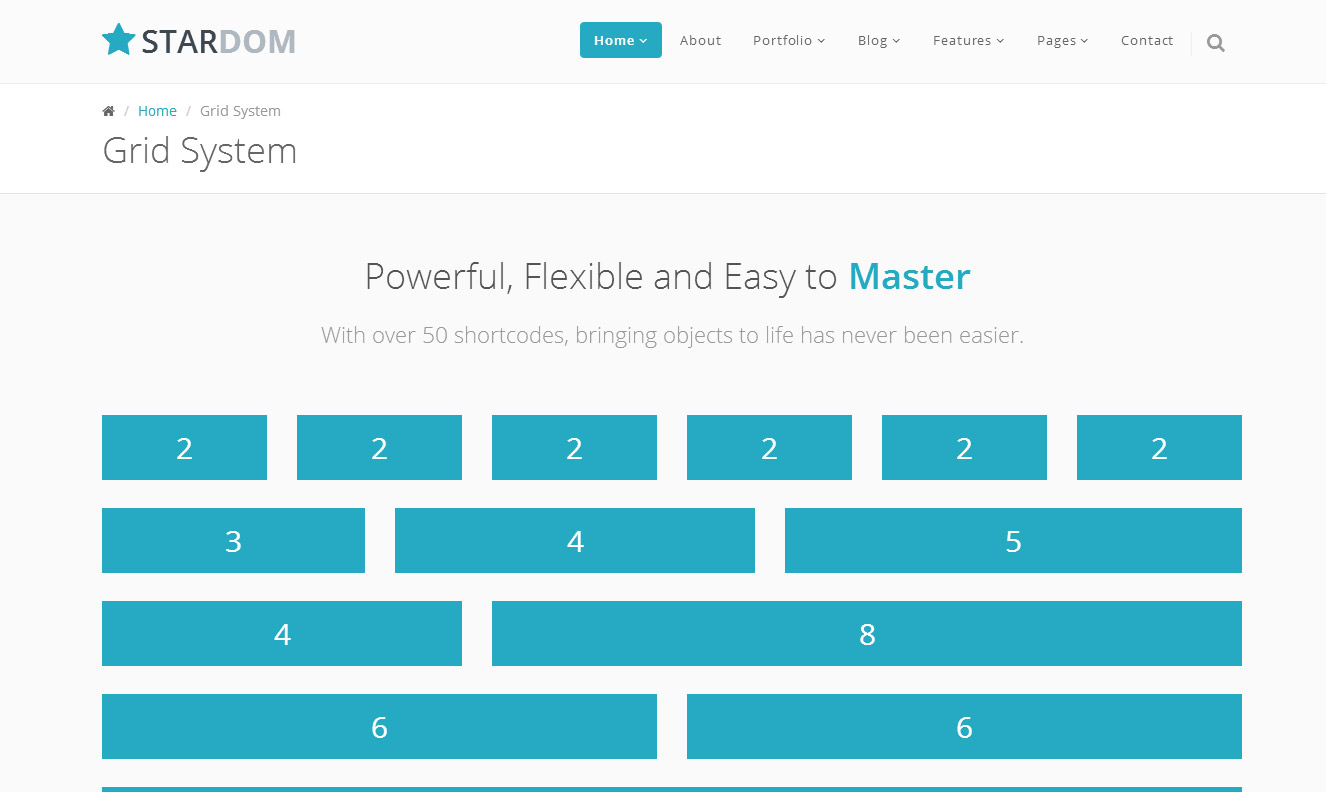 STARDOM Home About Portfolio Blog Features Pages Contact
/ Home / Grid System
Grid System
Powerful, Flexible and Easy to Master
With over 50 shortcodes, bringing objects to life has never been easier.
2 2 2 2 2 2
3 4 5
4 8
6 6